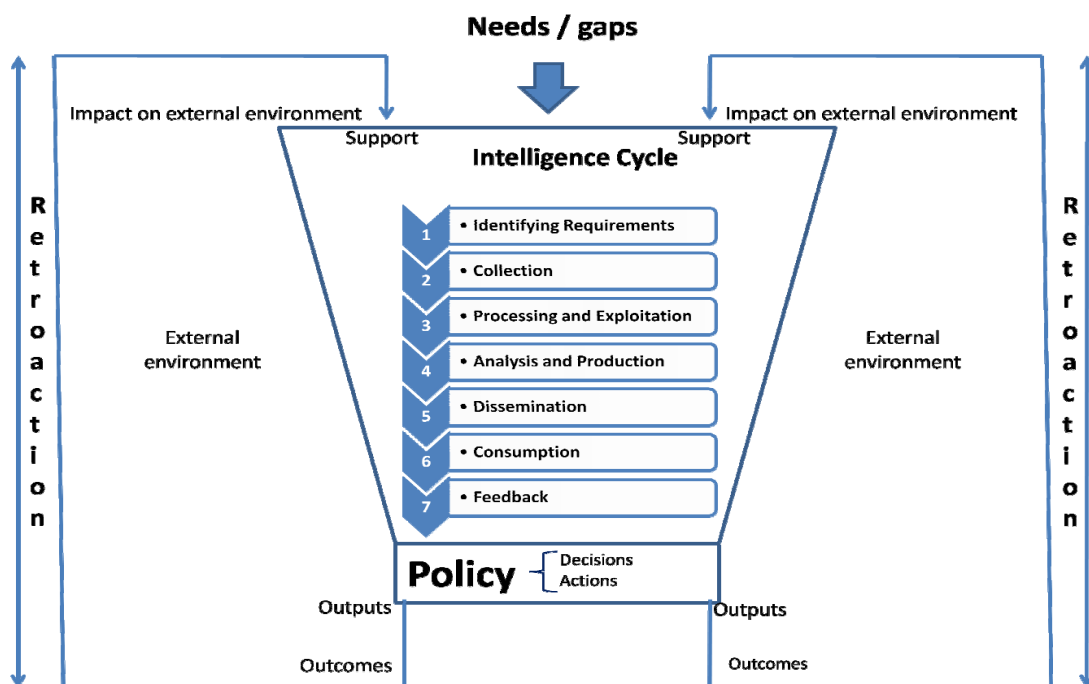 Needs / gaps
Impact on external environment
Impact on external environment
Support
Support
Intelligence Cycle
Retroaction
Retroaction
1 • Identifying Requirements
2 • Collection
3 • Processing and Exploitation
4 • Analysis and Production
5 • Dissemination
6 • Consumption
7 • Feedback
External
environment
External
environment
Policy
Decisions
Actions
Outputs
Outputs
Outcomes
Outcomes